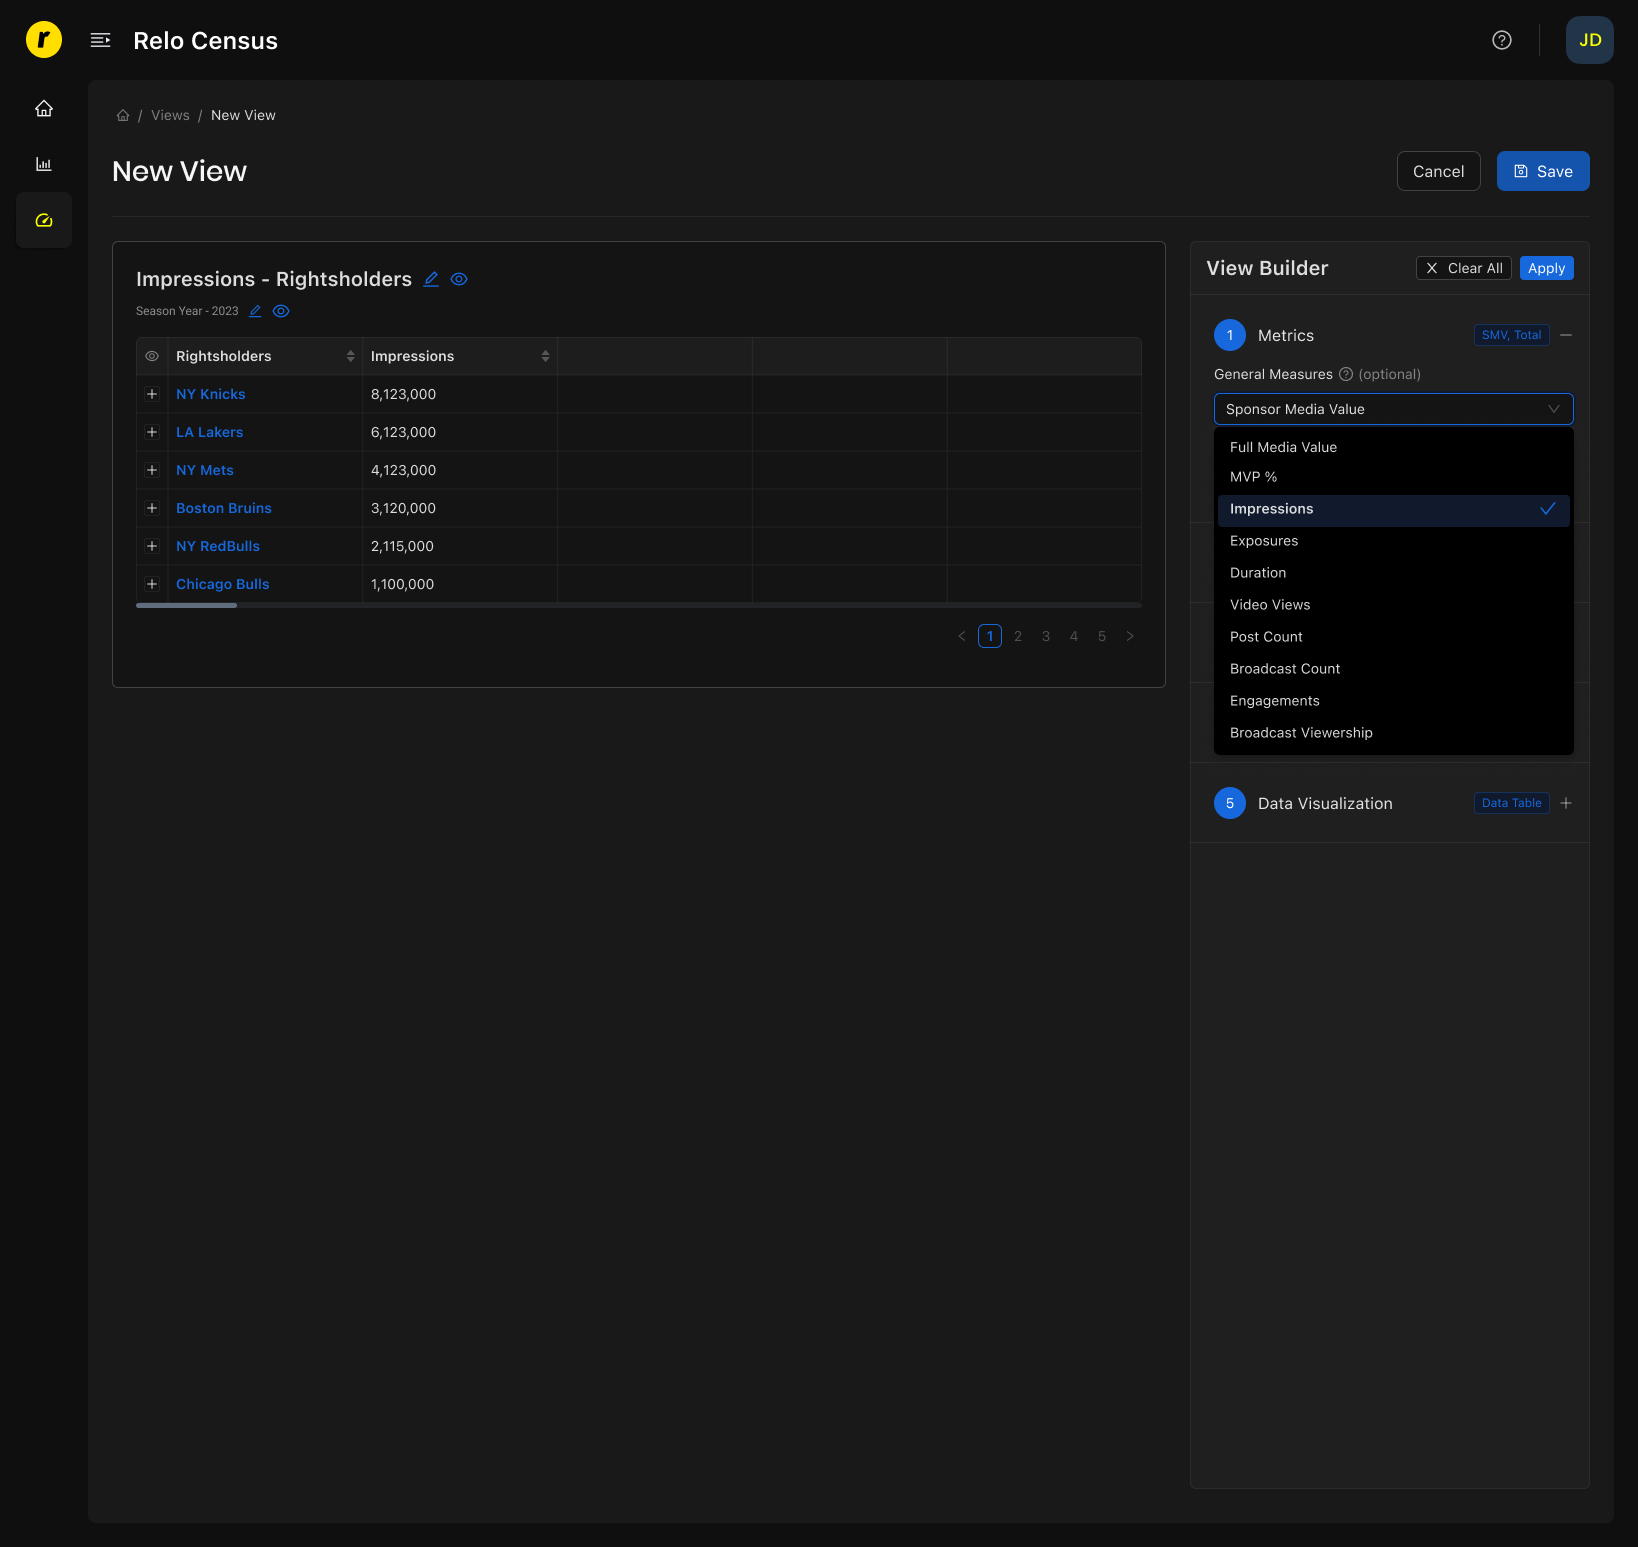 r
Relo Census
JD
/ Views / New View
New View
Cancel
Save
Impressions - Rightsholders
Season Year - 2023
Rightsholders Impressions
NY Knicks 8,123,000
LA Lakers 6,123,000
NY Mets 4,123,000
Boston Bruins 3,120,000
NY RedBulls 2,115,000
Chicago Bulls 1,100,000
1 2 3 4 5
View Builder
Clear All
Apply
1 Metrics SMV, Total
General Measures (optional)
Sponsor Media Value
Full Media Value
MVP %
Impressions
Exposures
Duration
Video Views
Post Count
Broadcast Count
Engagements
Broadcast Viewership
5 Data Visualization Data Table